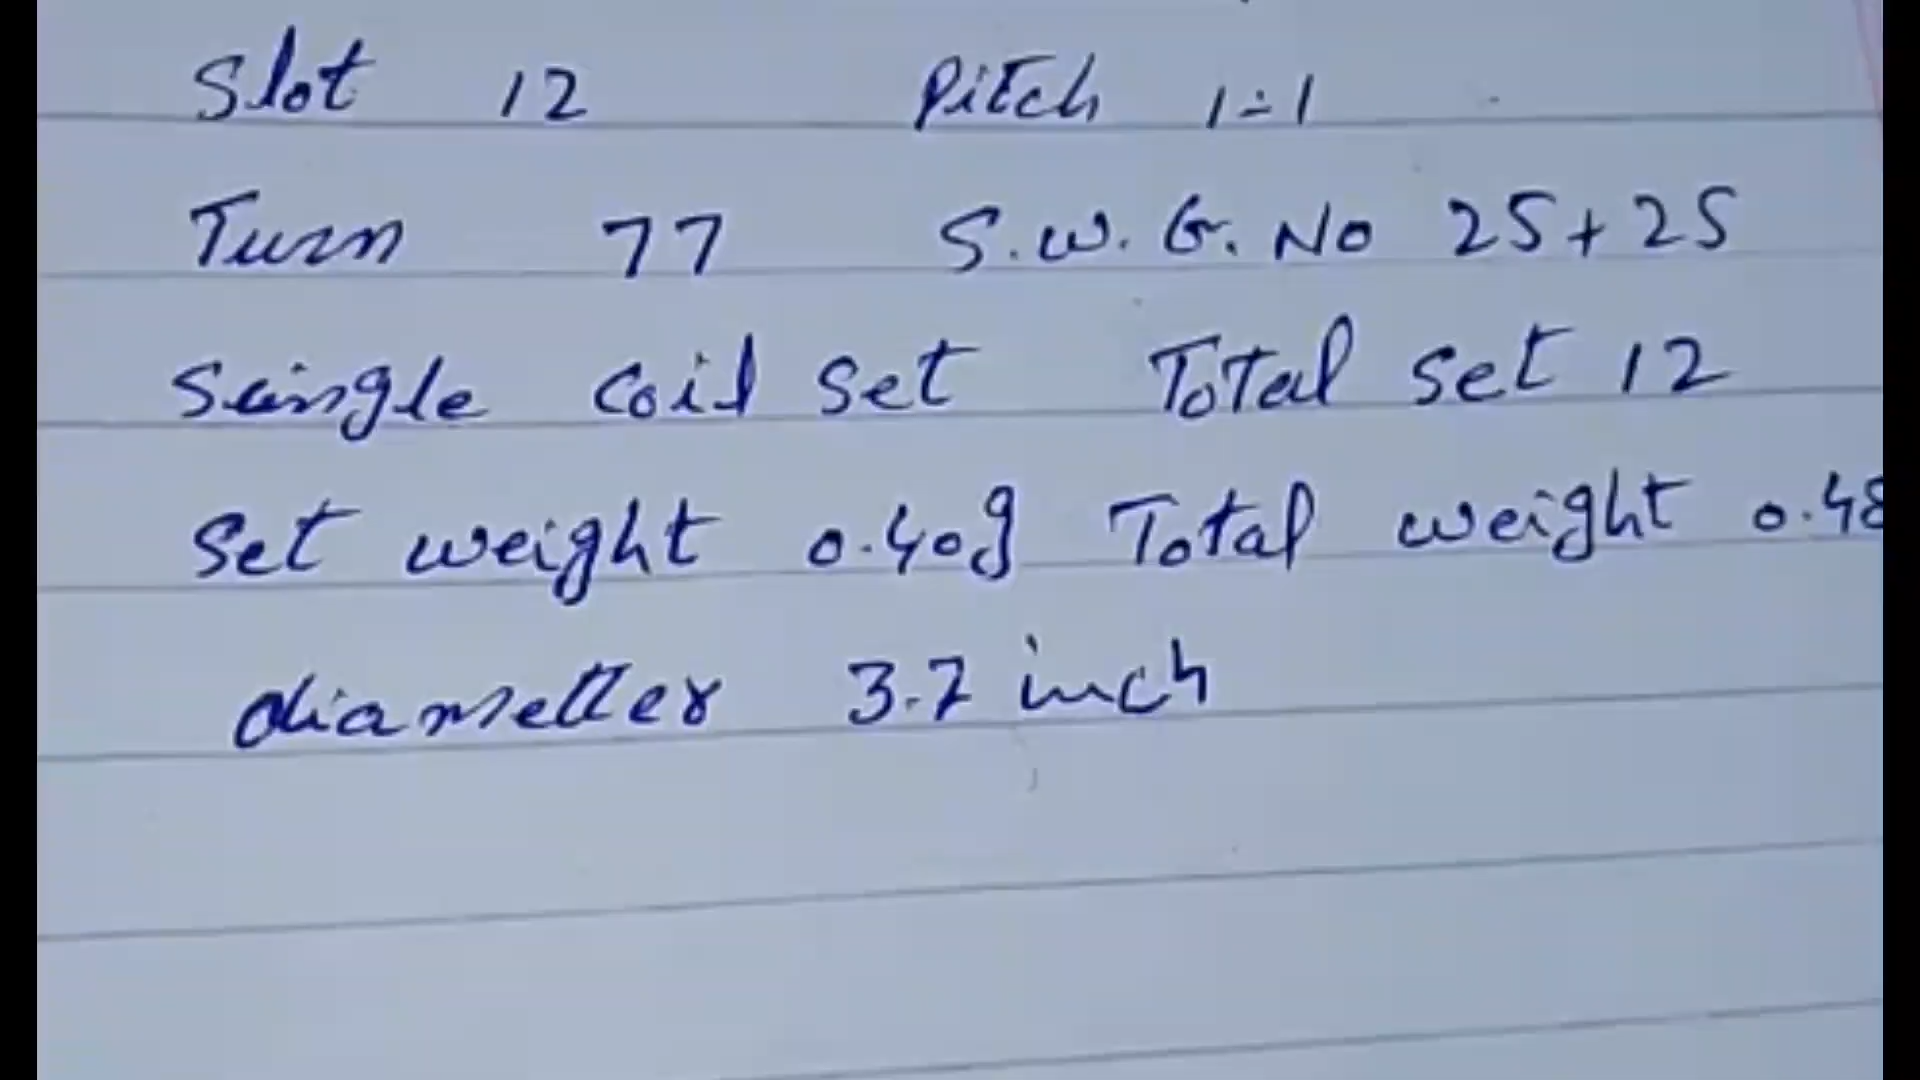 Slot 12 Pitch 1-1
Turn 77 S.W.G. No 25+25
Saingle Coil set Total set 12
Set weight 0.40g Total weight 0.48
diametter 3.7 inch